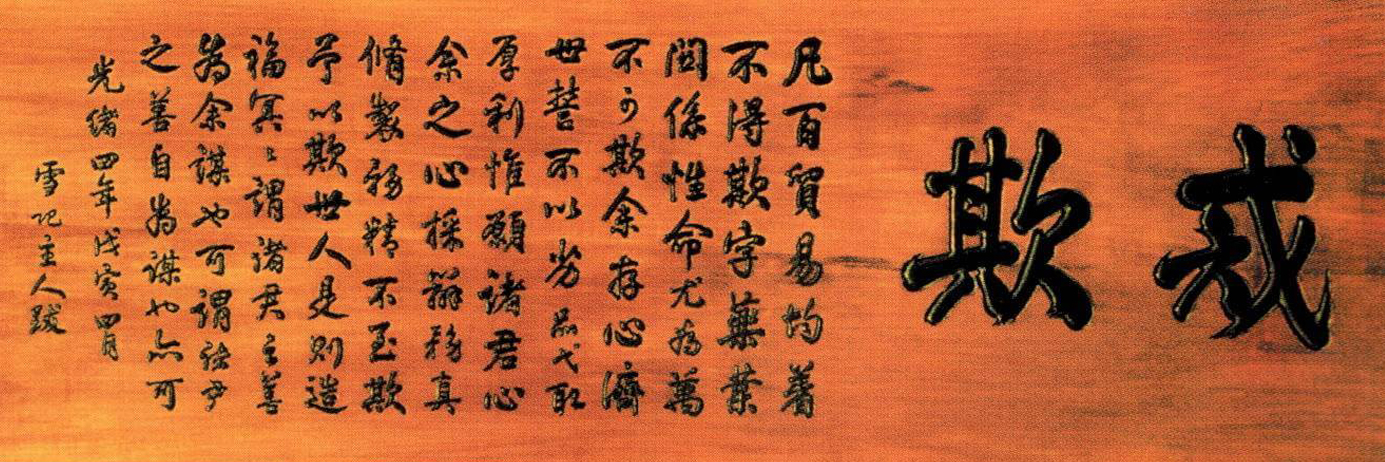 戒欺
凡百貿易均着
不得欺字藥業
關係性命尤為萬
不可欺余存心濟
世誓不以劣品弋取
厚利惟願諸君心
余之心採辦務真
脩製務精不至欺
予以欺世人是則造
福冥〻謂諸君之善
為余謀也可謂諸君
之善自為謀也亦可
光緒四年戊寅四月
雪記主人跋